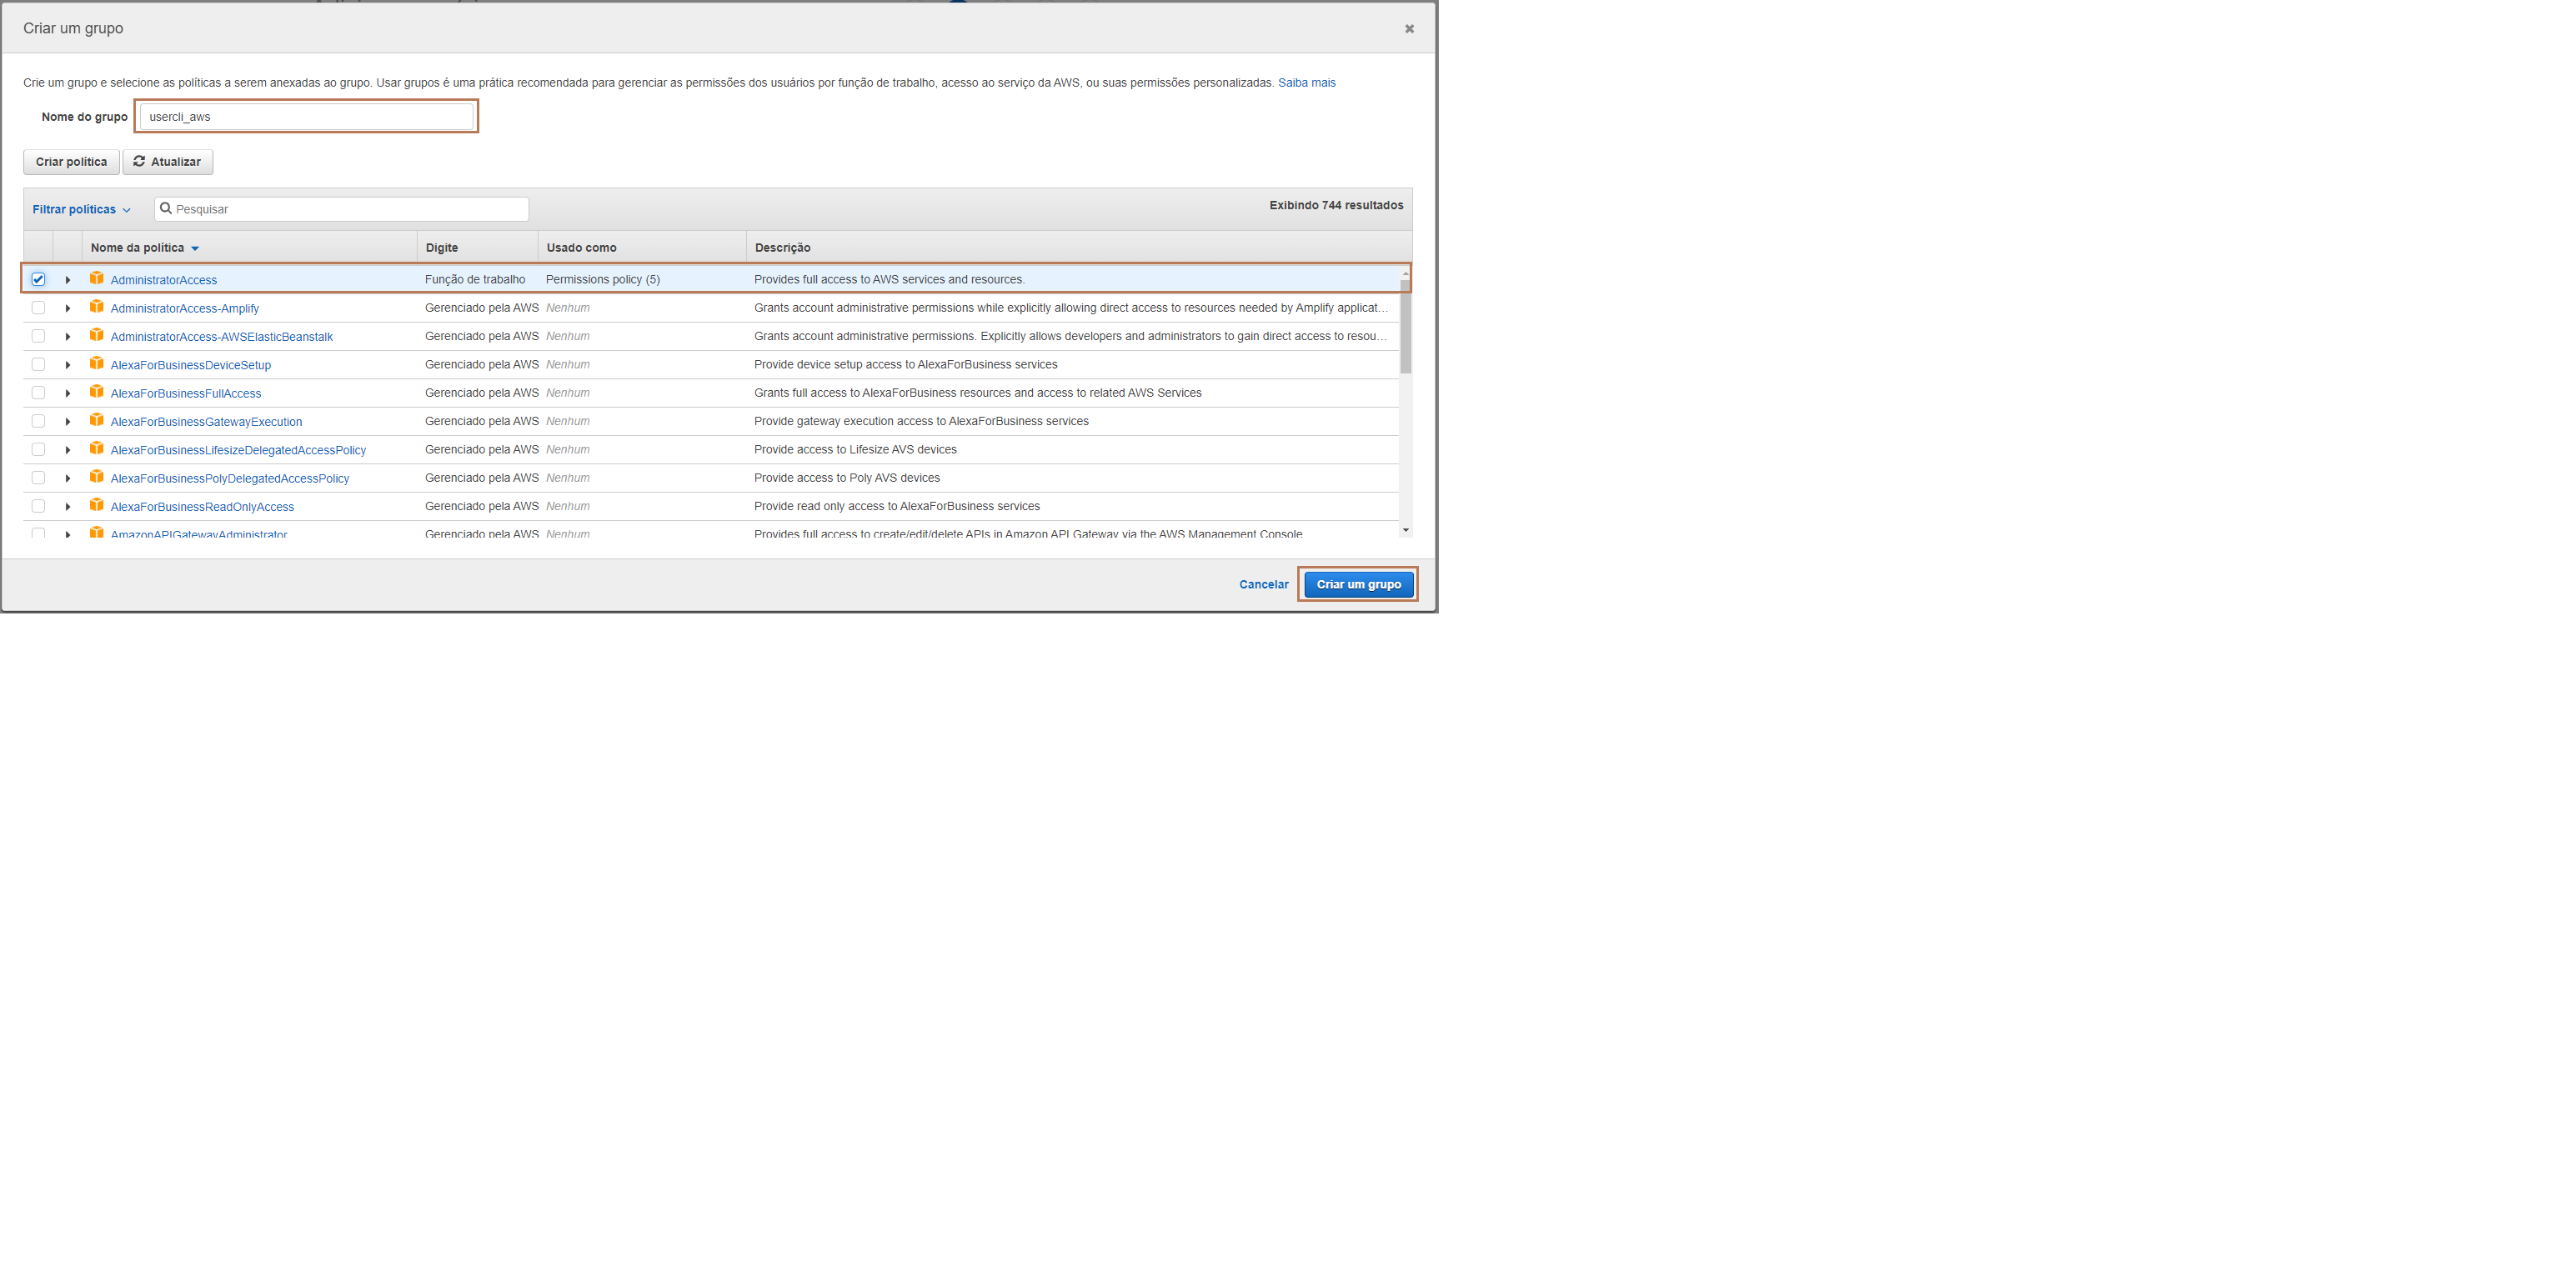 Criar um grupo
Crie um grupo e selecione as políticas a serem anexadas ao grupo. Usar grupos é uma prática recomendada para gerenciar as permissões dos usuários por função de trabalho, acesso ao serviço da AWS, ou suas permissões personalizadas. Saiba mais
Nome do grupo usercli_aws
Criar política Atualizar
Filtrar políticas Pesquisar Exibindo 744 resultados
Nome da política Digite Usado como Descrição
AdministratorAccess Função de trabalho Permissions policy (5) Provides full access to AWS services and resources.
AdministratorAccess-Amplify Gerenciado pela AWS Nenhum Grants account administrative permissions while explicitly allowing direct access to resources needed by Amplify applicat...
AdministratorAccess-AWSElasticBeanstalk Gerenciado pela AWS Nenhum Grants account administrative permissions. Explicitly allows developers and administrators to gain direct access to resou...
AlexaForBusinessDeviceSetup Gerenciado pela AWS Nenhum Provide device setup access to AlexaForBusiness services
AlexaForBusinessFullAccess Gerenciado pela AWS Nenhum Grants full access to AlexaForBusiness resources and access to related AWS Services
AlexaForBusinessGatewayExecution Gerenciado pela AWS Nenhum Provide gateway execution access to AlexaForBusiness services
AlexaForBusinessLifesizeDelegatedAccessPolicy Gerenciado pela AWS Nenhum Provide access to Lifesize AVS devices
AlexaForBusinessPolyDelegatedAccessPolicy Gerenciado pela AWS Nenhum Provide access to Poly AVS devices
AlexaForBusinessReadOnlyAccess Gerenciado pela AWS Nenhum Provide read only access to AlexaForBusiness services
AmazonAPIGatewayAdministrator Gerenciado pela AWS Nenhum Provides full access to create/edit/delete APIs in Amazon API Gateway via the AWS Management Console
Cancelar Criar um grupo